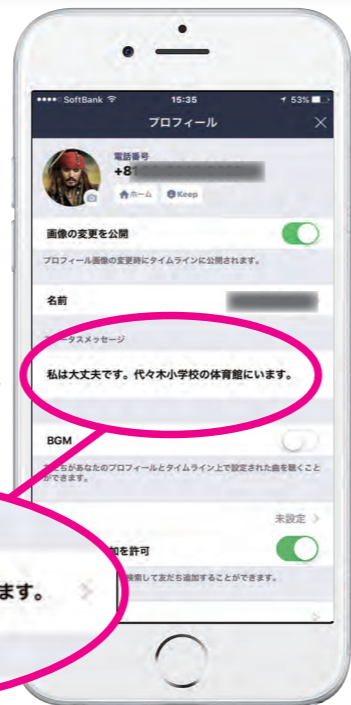 SoftBank 15:35 53%
プロフィール
電話番号
+81
ホーム Keep
画像の変更を公開
プロフィール画像の変更時にタイムラインに公開されます。
名前
ータスメッセージ
私は大丈夫です。代々木小学校の体育館にいます。
BGM
ちがあなたのプロフィールとタイムライン上で設定された曲を聴くこと
ができます。
未設定
加を許可
検索して友だち追加することができます。
ます。